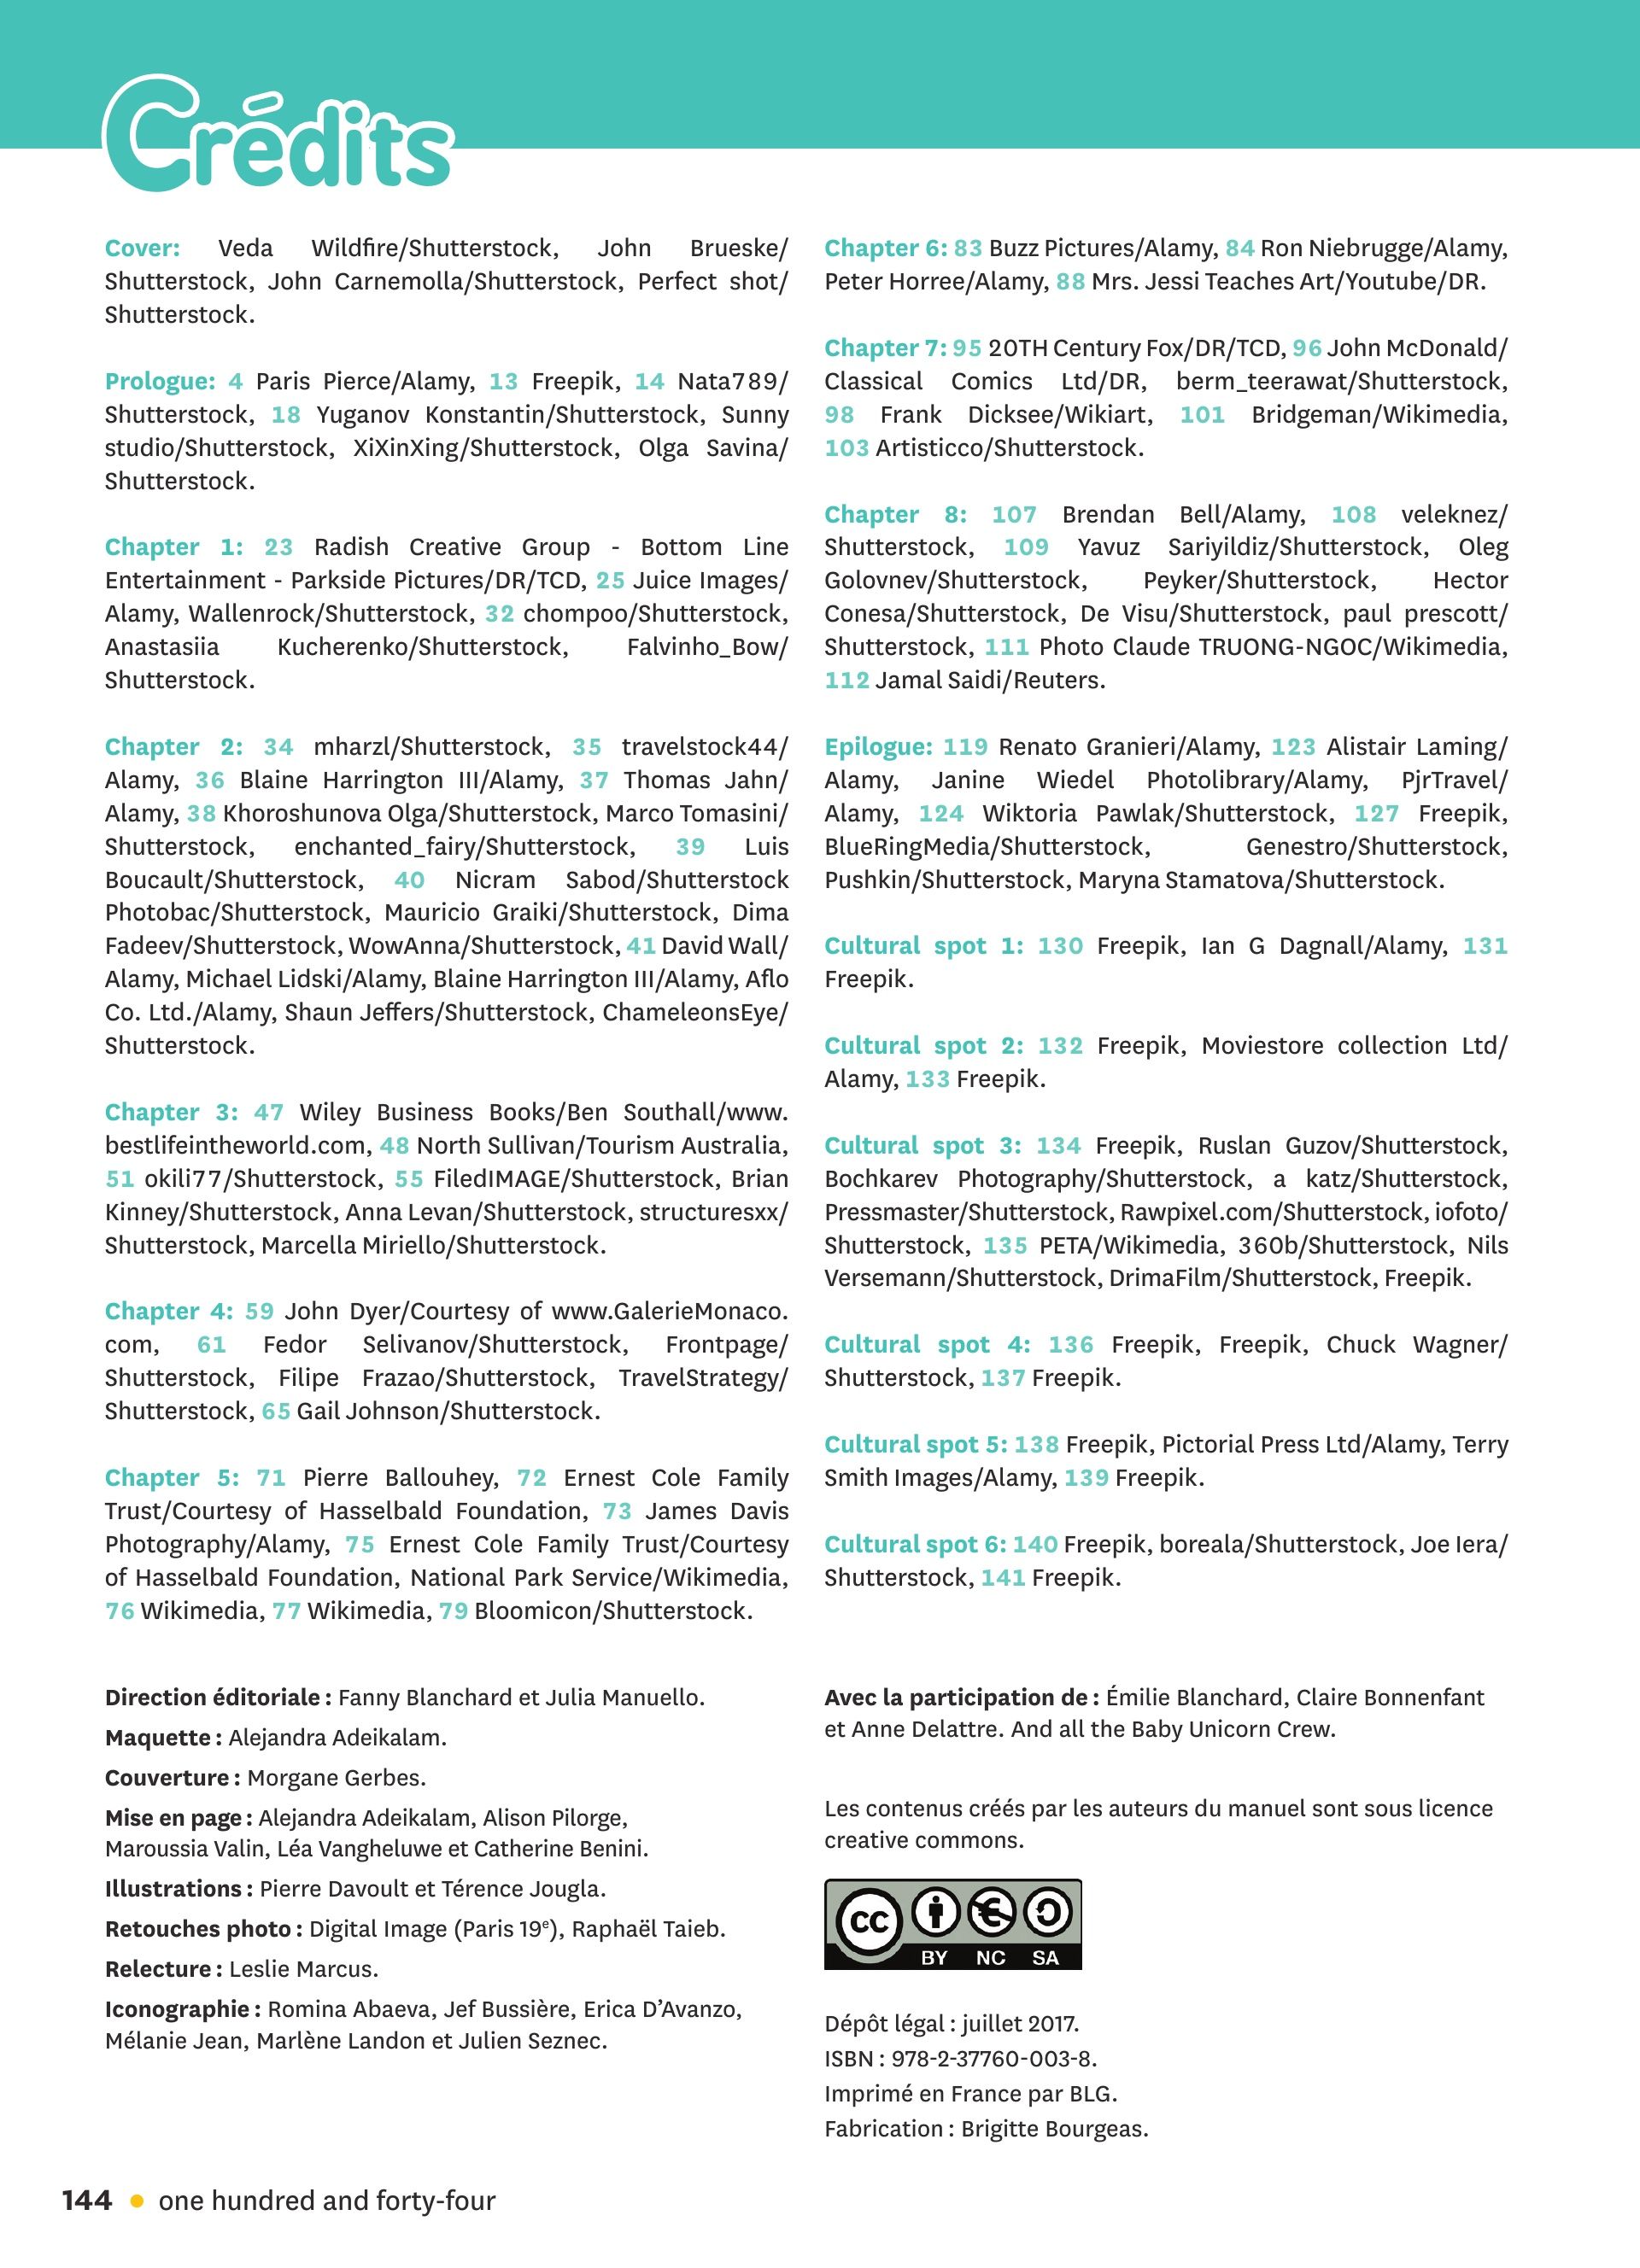 Crédits
Cover: Veda Wildfire/Shutterstock, John Brueske/
Shutterstock, John Carnemolla/Shutterstock, Perfect shot/
Shutterstock.
Prologue: 4 Paris Pierce/Alamy, 13 Freepik, 14 Nata789/
Shutterstock, 18 Yuganov Konstantin/Shutterstock, Sunny
studio/Shutterstock, XiXinXing/Shutterstock, Olga Savina/
Shutterstock.
Chapter 1: 23 Radish Creative Group - Bottom Line
Entertainment - Parkside Pictures/DR/TCD, 25 Juice Images/
Alamy, Wallenrock/Shutterstock, 32 chompoo/Shutterstock,
Anastasiia Kucherenko/Shutterstock, Falvinho_Bow/
Shutterstock.
Chapter 2: 34 mharzl/Shutterstock, 35 travelstock44/
Alamy, 36 Blaine Harrington III/Alamy, 37 Thomas Jahn/
Alamy, 38 Khoroshunova Olga/Shutterstock, Marco Tomasini/
Shutterstock, enchanted_fairy/Shutterstock, 39 Luis
Boucault/Shutterstock, 40 Nicram Sabod/Shutterstock
Photobac/Shutterstock, Mauricio Graiki/Shutterstock, Dima
Fadeev/Shutterstock, WowAnna/Shutterstock, 41 David Wall/
Alamy, Michael Lidski/Alamy, Blaine Harrington III/Alamy, Aflo
Co. Ltd./Alamy, Shaun Jeffers/Shutterstock, ChameleonsEye/
Shutterstock.
Chapter 3: 47 Wiley Business Books/Ben Southall/www.
bestlifeintheworld.com, 48 North Sullivan/Tourism Australia,
51 okili77/Shutterstock, 55 FiledIMAGE/Shutterstock, Brian
Kinney/Shutterstock, Anna Levan/Shutterstock, structuresxx/
Shutterstock, Marcella Miriello/Shutterstock.
Chapter 4: 59 John Dyer/Courtesy of www.GalerieMonaco.
com, 61 Fedor Selivanov/Shutterstock, Frontpage/
Shutterstock, Filipe Frazao/Shutterstock, TravelStrategy/
Shutterstock, 65 Gail Johnson/Shutterstock.
Chapter 5: 71 Pierre Ballouhey, 72 Ernest Cole Family
Trust/Courtesy of Hasselbald Foundation, 73 James Davis
Photography/Alamy, 75 Ernest Cole Family Trust/Courtesy
of Hasselbald Foundation, National Park Service/Wikimedia,
76 Wikimedia, 77 Wikimedia, 79 Bloomicon/Shutterstock.
Chapter 6: 83 Buzz Pictures/Alamy, 84 Ron Niebrugge/Alamy,
Peter Horree/Alamy, 88 Mrs. Jessi Teaches Art/Youtube/DR.
Chapter 7: 95 20TH Century Fox/DR/TCD, 96 John McDonald/
Classical Comics Ltd/DR, berm_teerawat/Shutterstock,
98 Frank Dicksee/Wikiart, 101 Bridgeman/Wikimedia,
103 Artisticco/Shutterstock.
Chapter 8: 107 Brendan Bell/Alamy, 108 veleknez/
Shutterstock, 109 Yavuz Sariyildiz/Shutterstock, Oleg
Golovnev/Shutterstock, Peyker/Shutterstock, Hector
Conesa/Shutterstock, De Visu/Shutterstock, paul prescott/
Shutterstock, 111 Photo Claude TRUONG-NGOC/Wikimedia,
112 Jamal Saidi/Reuters.
Epilogue: 119 Renato Granieri/Alamy, 123 Alistair Laming/
Alamy, Janine Wiedel Photolibrary/Alamy, PjrTravel/
Alamy, 124 Wiktoria Pawlak/Shutterstock, 127 Freepik,
BlueRingMedia/Shutterstock, Genestro/Shutterstock,
Pushkin/Shutterstock, Maryna Stamatova/Shutterstock.
Cultural spot 1: 130 Freepik, Ian G Dagnall/Alamy, 131
Freepik.
Cultural spot 2: 132 Freepik, Moviestore collection Ltd/
Alamy, 133 Freepik.
Cultural spot 3: 134 Freepik, Ruslan Guzov/Shutterstock,
Bochkarev Photography/Shutterstock, a katz/Shutterstock,
Pressmaster/Shutterstock, Rawpixel.com/Shutterstock, iofoto/
Shutterstock, 135 PETA/Wikimedia, 360b/Shutterstock, Nils
Versemann/Shutterstock, DrimaFilm/Shutterstock, Freepik.
Cultural spot 4: 136 Freepik, Freepik, Chuck Wagner/
Shutterstock, 137 Freepik.
Cultural spot 5: 138 Freepik, Pictorial Press Ltd/Alamy, Terry
Smith Images/Alamy, 139 Freepik.
Cultural spot 6: 140 Freepik, boreala/Shutterstock, Joe Iera/
Shutterstock, 141 Freepik.
Direction éditoriale : Fanny Blanchard et Julia Manuello.
Maquette : Alejandra Adeikalam.
Couverture : Morgane Gerbes.
Mise en page : Alejandra Adeikalam, Alison Pilorge,
Maroussia Valin, Léa Vangheluwe et Catherine Benini.
Illustrations : Pierre Davoult et Térence Jougla.
Retouches photo : Digital Image (Paris 19e), Raphaël Taieb.
Relecture : Leslie Marcus.
Iconographie : Romina Abaeva, Jef Bussière, Erica D'Avanzo,
Mélanie Jean, Marlène Landon et Julien Seznec.
Avec la participation de : Émilie Blanchard, Claire Bonnenfant
et Anne Delattre. And all the Baby Unicorn Crew.
Les contenus créés par les auteurs du manuel sont sous licence
creative commons.
cc
BY NC SA
Dépôt légal : juillet 2017.
ISBN : 978-2-37760-003-8.
Imprimé en France par BLG.
Fabrication : Brigitte Bourgeas.
144 • one hundred and forty-four